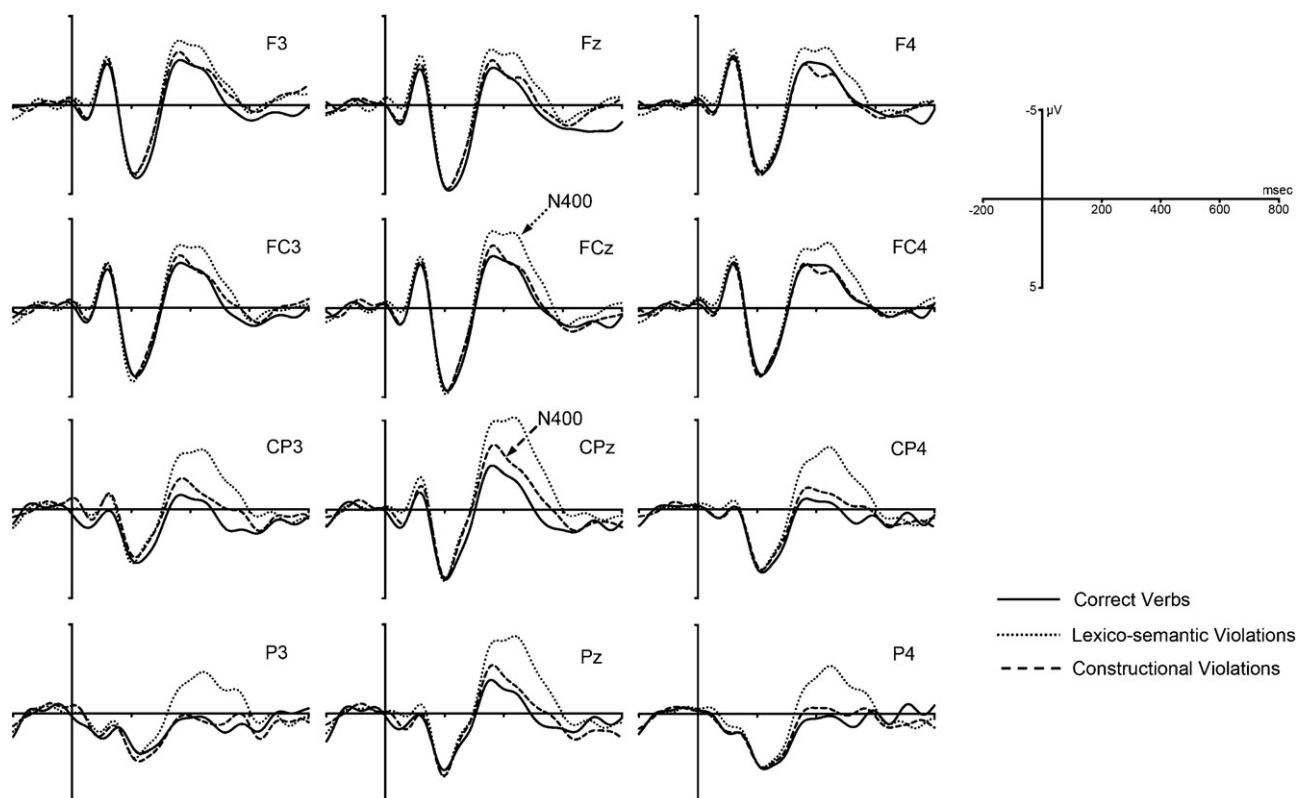 F3
Fz
F4
-5
µV
msec
-200
200
400
600
800
5
N400
FC3
FCz
FC4
N400
CP3
CPz
CP4
P3
Pz
P4
Correct Verbs
Lexico-semantic Violations
Constructional Violations